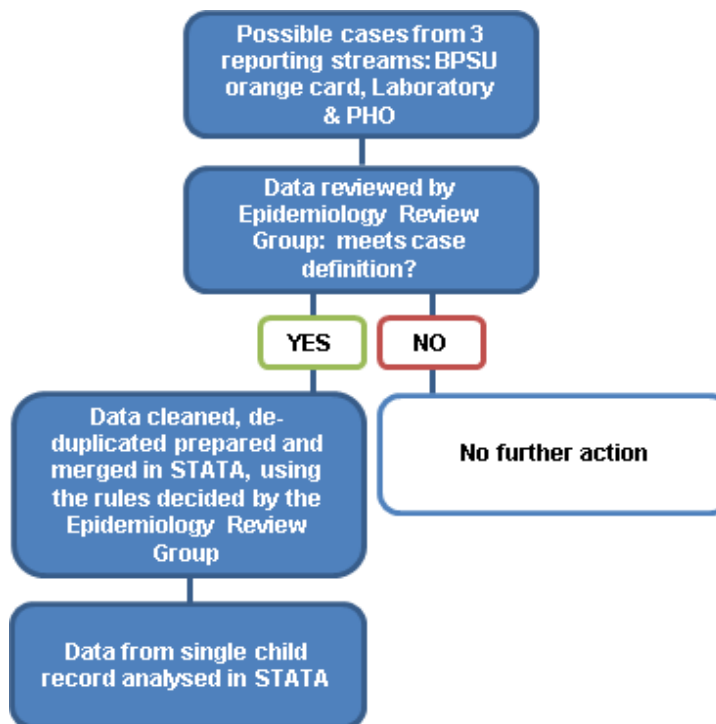 Possible cases from 3
reporting streams: BPSU
orange card, Laboratory
& PHO
Data reviewed by
Epidemiology Review
Group: meets case
definition?
YES
NO
Data cleaned, de-
duplicated prepared and
merged in STATA, using
the rules decided by the
Epidemiology Review
Group
No further action
Data from single child
record analysed in STATA